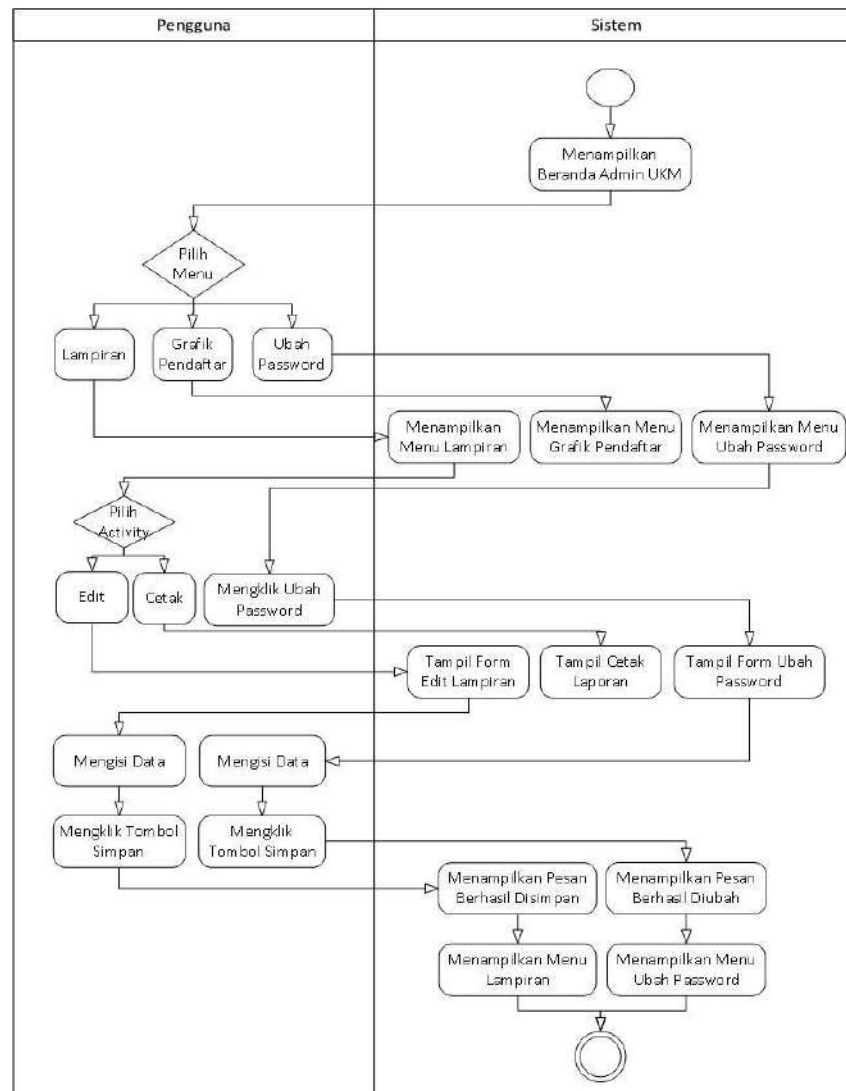 Pengguna
Sistem
Menampilkan
Beranda Admin UKM
Pilih
Menu
Lampiran
Grafik
Pendaftar
Ubah
Password
Menampilkan
Menu Lampiran
Menampilkan Menu
Grafik Pendaftar
Menampilkan Menu
Ubah Password
Pilih
Activity
Edit
Cetak
Mengklik Ubah
Password
Tampil Form
Edit Lampiran
Tampil Cetak
Laporan
Tampil Form Ubah
Password
Mengisi Data
Mengisi Data
Mengklik Tombol
Simpan
Mengklik
Tombol Simpan
Menampilkan Pesan
Berhasil Disimpan
Menampilkan Pesan
Berhasil Diubah
Menampilkan Menu
Lampiran
Menampilkan Menu
Ubah Password